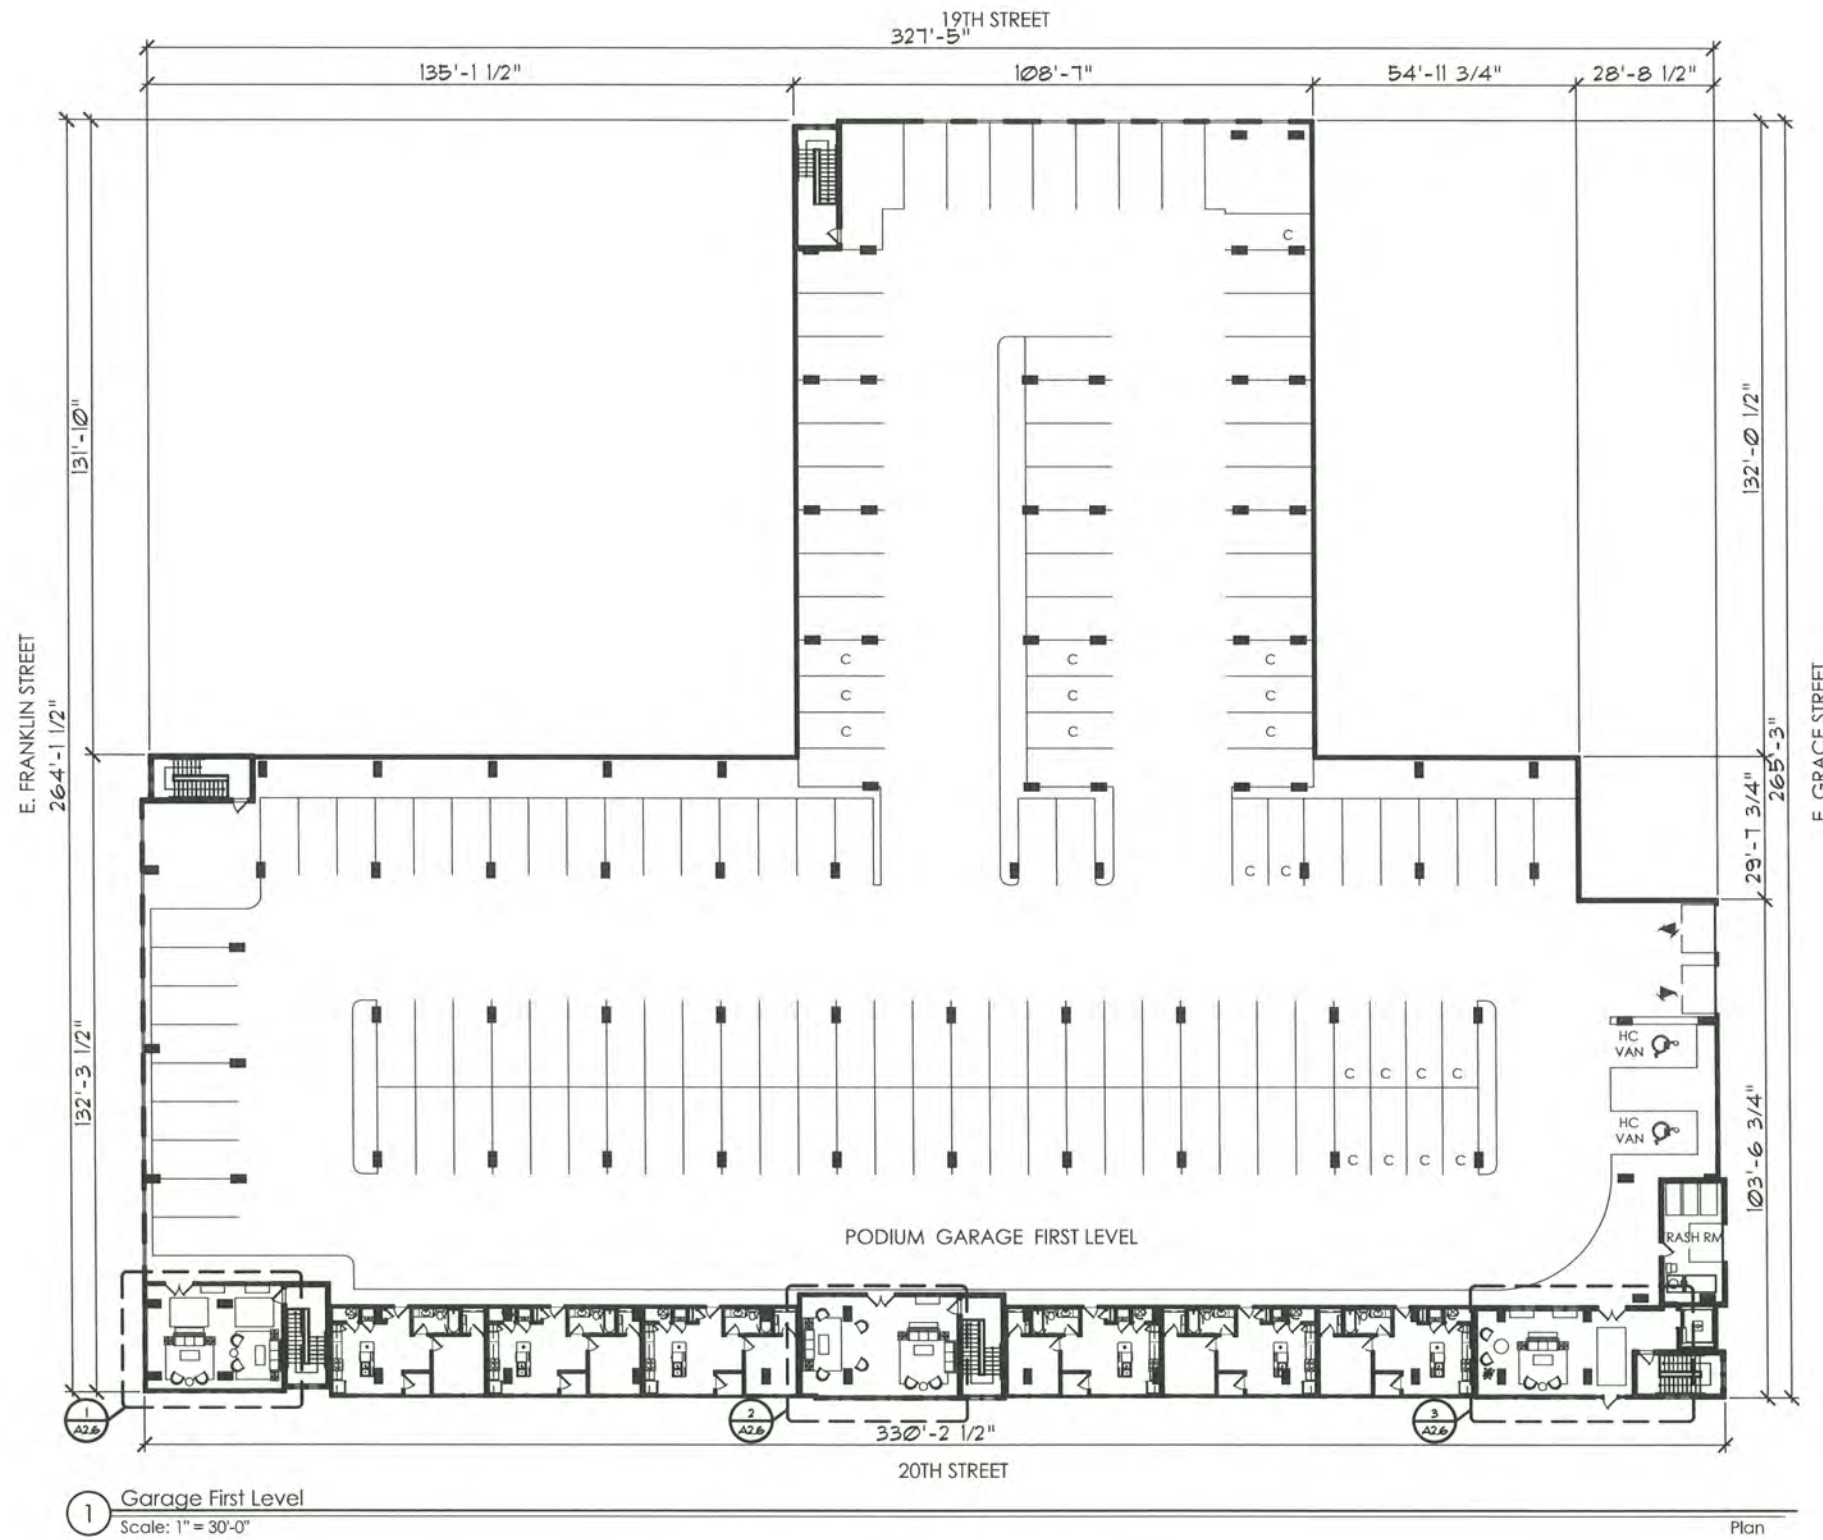 19TH STREET
327'-5"
135'-1 1/2"
108'-7"
54'-11 3/4"
28'-8 1/2"
E. FRANKLIN STREET
264'-1 1/2"
131'-10"
132'-3 1/2"
132'-0 1/2"
29'-7 3/4"
103'-6 3/4"
265'-3"
E. GRACE STREET
C
C
C
C
C
C
C
C
C
C
C C
C C C C
C C C C
HC
VAN
HC
VAN
PODIUM GARAGE FIRST LEVEL
RASH RM
1
A2.6
2
A2.6
3
A2.6
330'-2 1/2"
20TH STREET
1
Garage First Level
Scale: 1" = 30'-0"
Plan